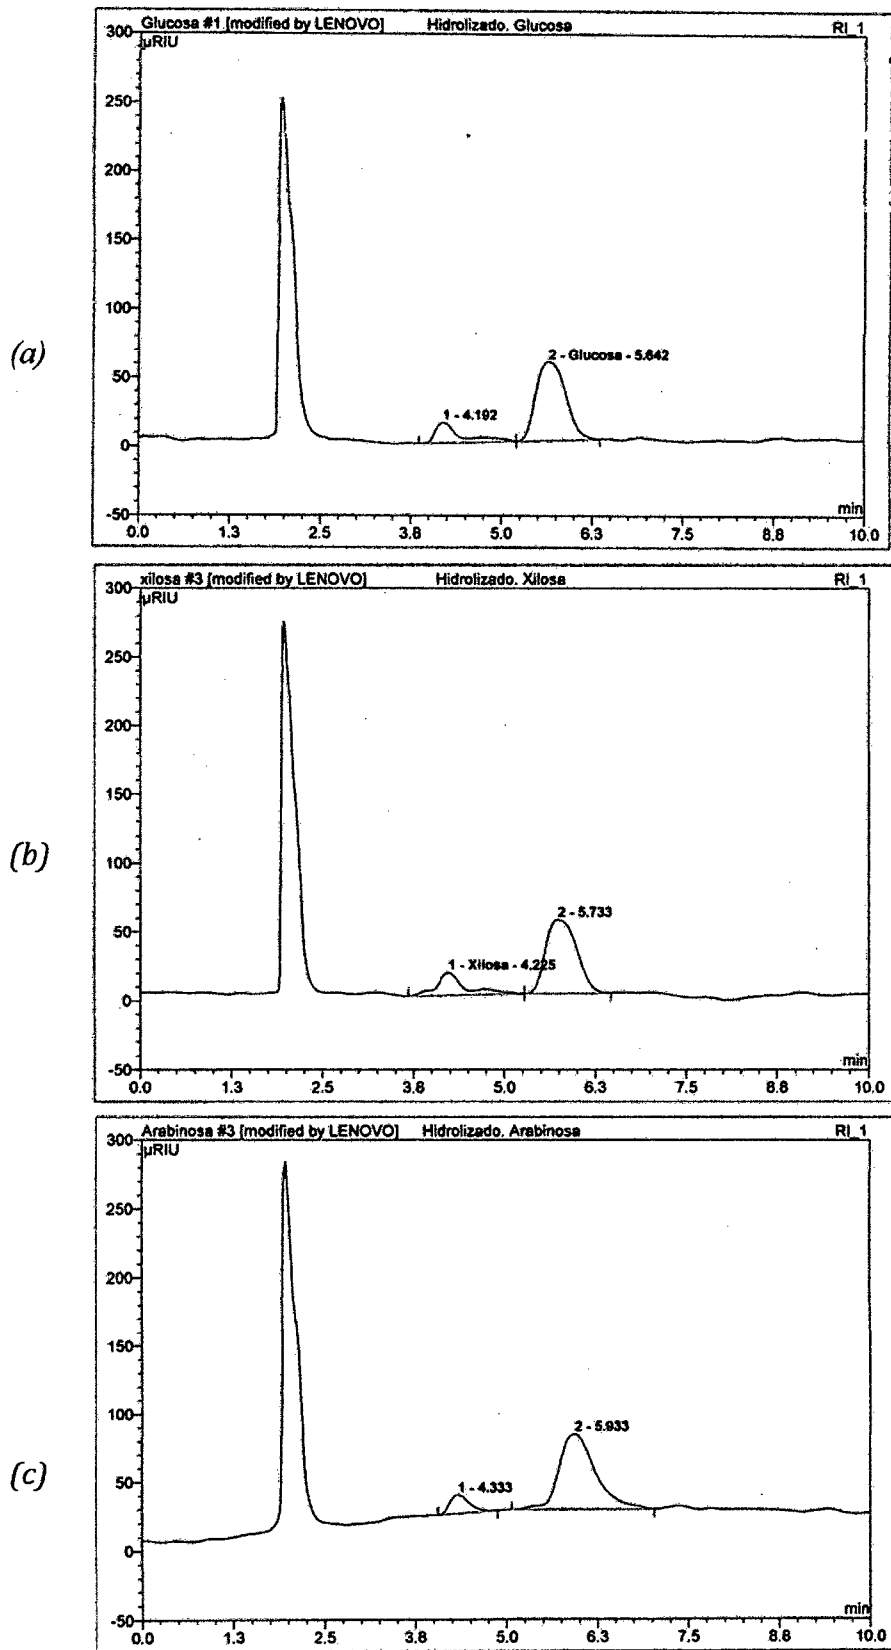 Glucosa #1 [modified by LENOVO] Hidrolizado. Glucosa RI_1
300
µRIU
250
200
150
(a)
100
2 - Glucosa - 5.642
50
1 - 4.192
0
min
-50
0.0 1.3 2.5 3.8 5.0 6.3 7.5 8.8 10.0
xilosa #3 [modified by LENOVO] Hidrolizado. Xilosa RI_1
300
µRIU
250
200
150
(b)
100
2 - 5.733
50
1 - Xilosa - 4.225
0
min
-50
0.0 1.3 2.5 3.8 5.0 6.3 7.5 8.8 10.0
Arabinosa #3 [modified by LENOVO] Hidrolizado. Arabinosa RI_1
300
µRIU
250
200
150
100
2 - 5.933
(c)
50
1 - 4.333
0
min
-50
0.0 1.3 2.5 3.8 5.0 6.3 7.5 8.8 10.0